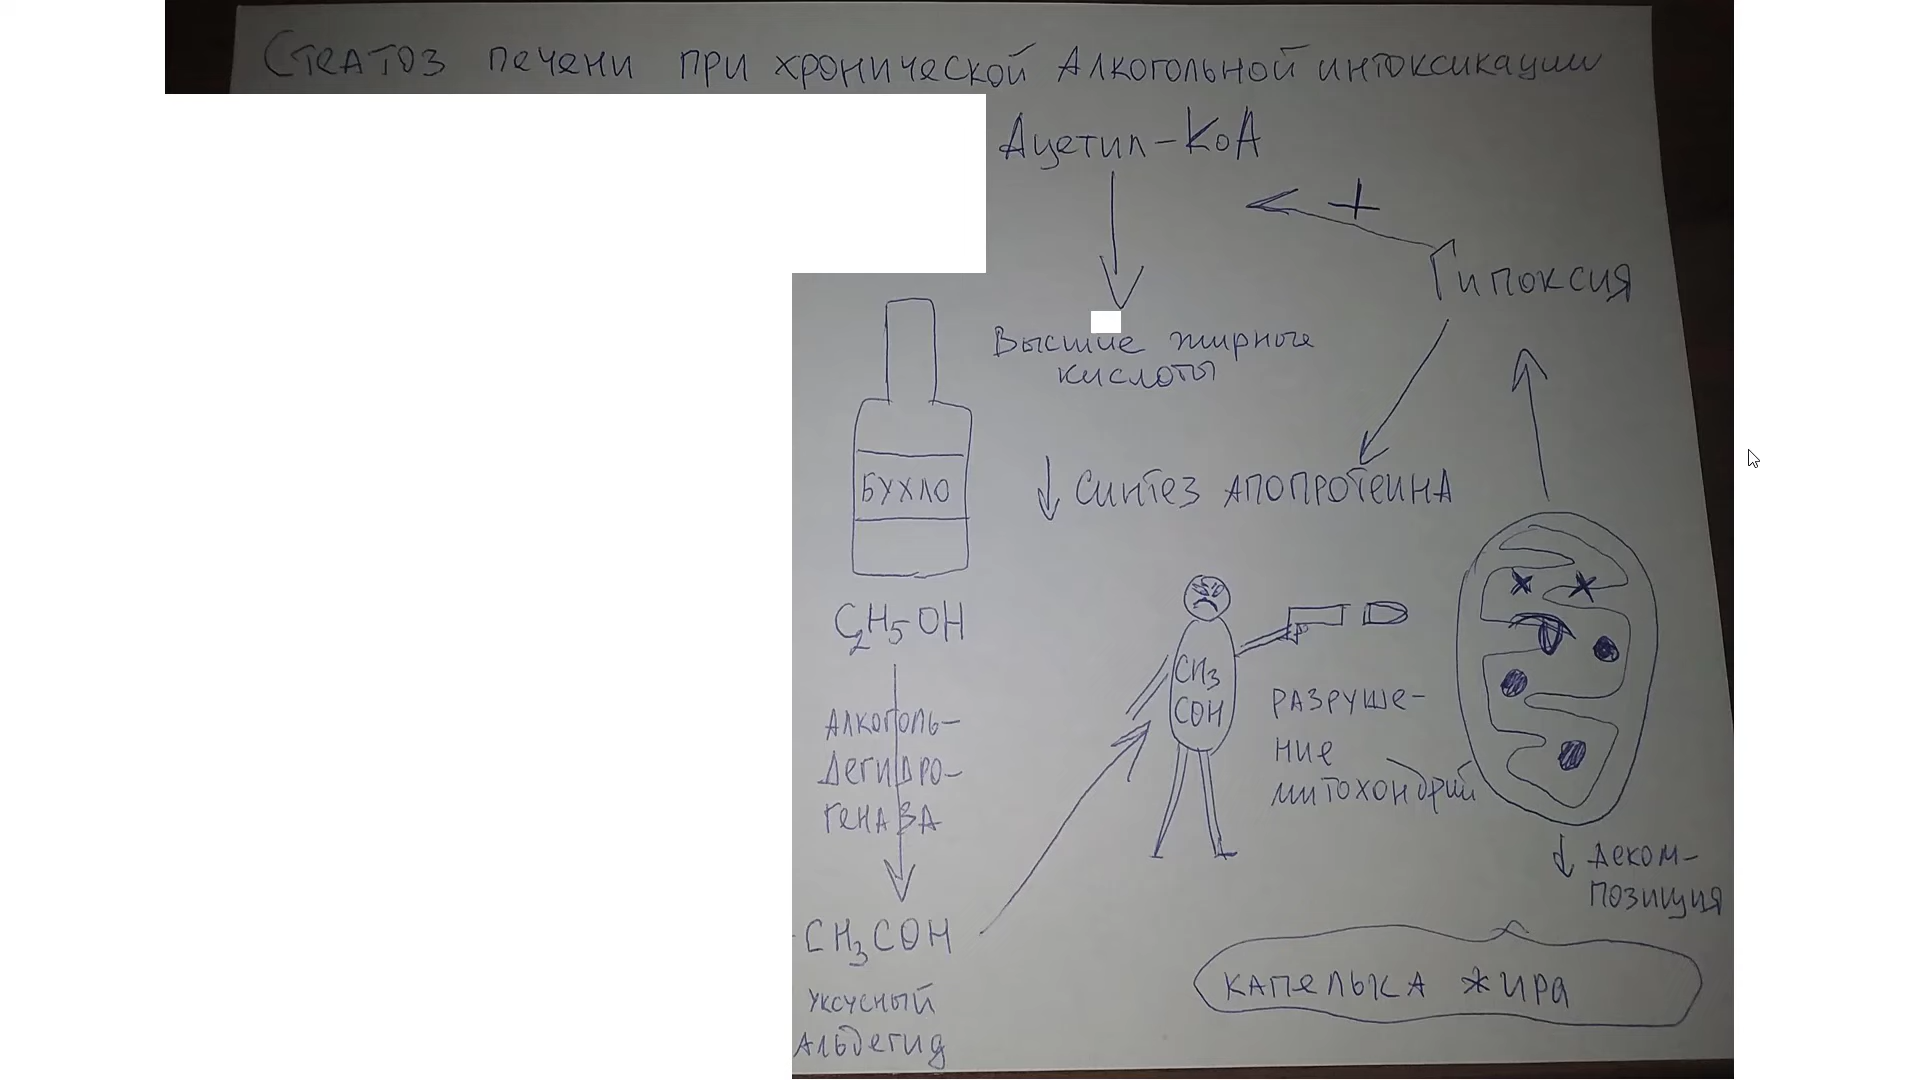 Стеатоз печени при хронической Алкогольной интоксикации
Ацетил-КоА
+
Гипоксия
Высшие жирные
кислоты
БУХЛО
↓ Синтез апопротеина
C₂H₅OH
Алкоголь-
Дегидро-
геназа
CH₃
COH
разруше-
ние
митохондрий
↓ Деком-
позиция
CH₃COH
Уксусный
Альдегид
капелька жира